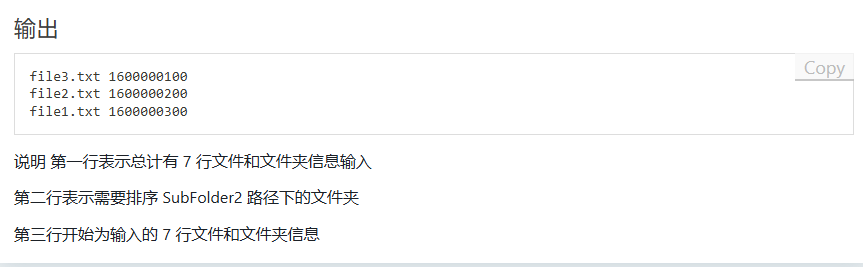 输出
Copy
file3.txt 1600000100
file2.txt 1600000200
file1.txt 1600000300
说明 第一行表示总计有 7 行文件和文件夹信息输入
第二行表示需要排序 SubFolder2 路径下的文件夹
第三行开始为输入的 7 行文件和文件夹信息